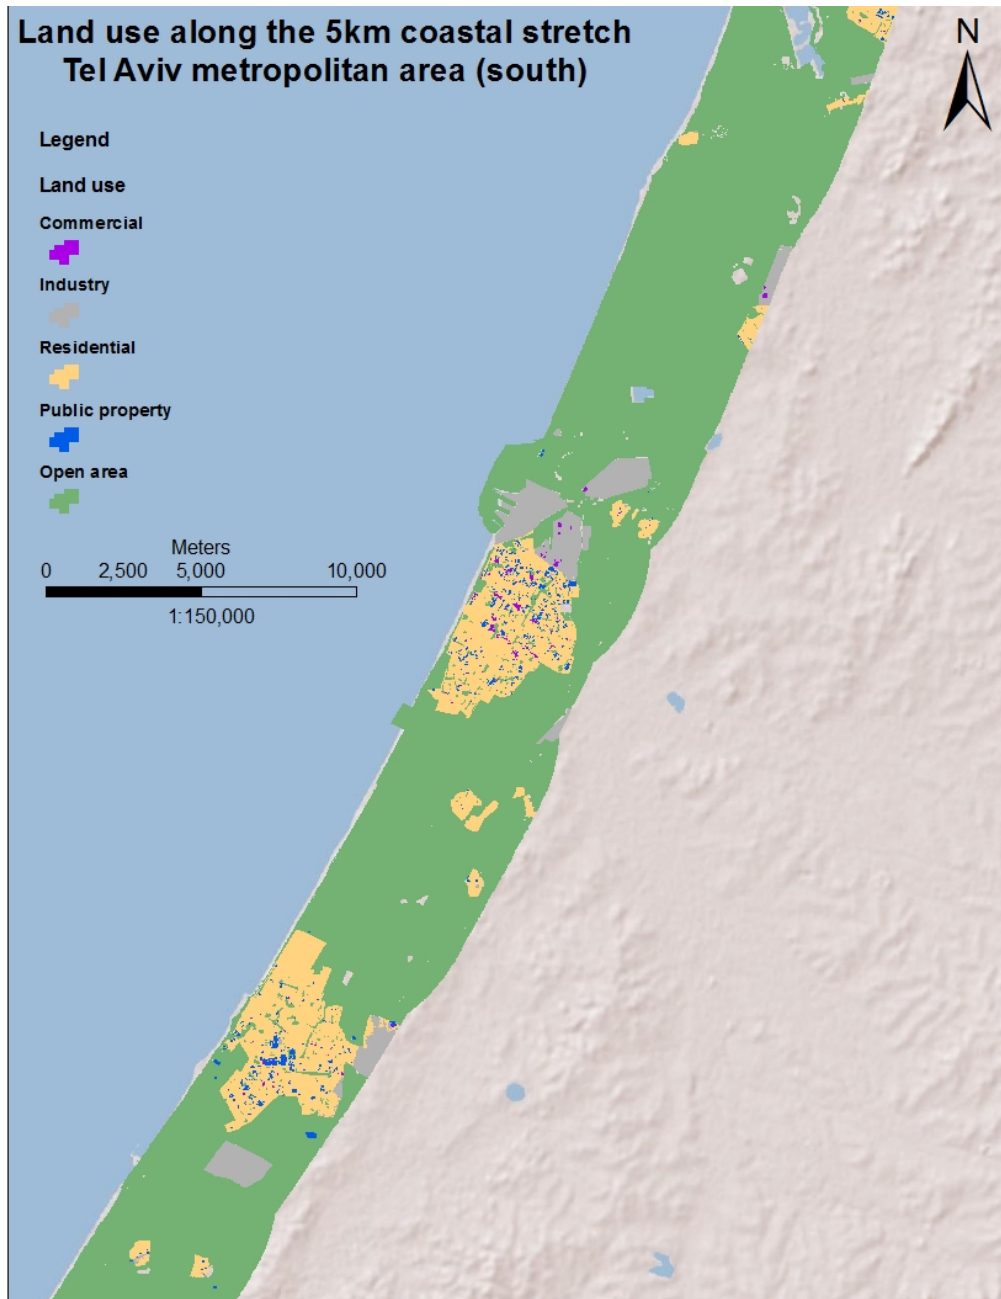 Land use along the 5km coastal stretch
Tel Aviv metropolitan area (south)
N
Legend
Land use
Commercial
Industry
Residential
Public property
Open area
Meters
0 2,500 5,000 10,000
1:150,000